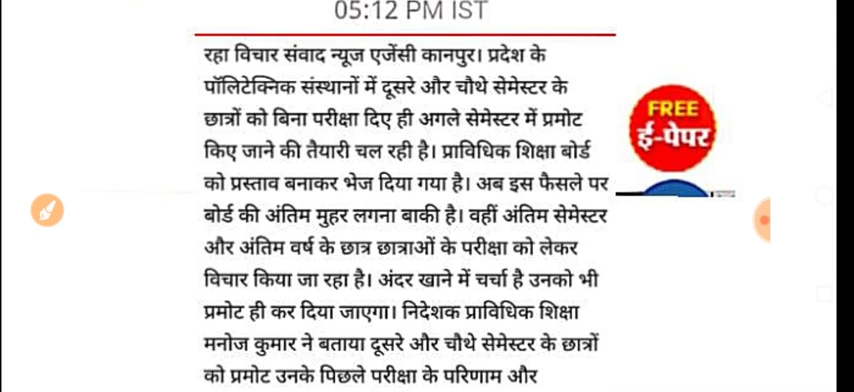 05:12 PM IST
रहा विचार संवाद न्यूज एजेंसी कानपुर। प्रदेश के
पॉलिटेक्निक संस्थानों में दूसरे और चौथे सेमेस्टर के
छात्रों को बिना परीक्षा दिए ही अगले सेमेस्टर में प्रमोट
किए जाने की तैयारी चल रही है। प्राविधिक शिक्षा बोर्ड
को प्रस्ताव बनाकर भेज दिया गया है। अब इस फैसले पर
बोर्ड की अंतिम मुहर लगना बाकी है। वहीं अंतिम सेमेस्टर
और अंतिम वर्ष के छात्र छात्राओं के परीक्षा को लेकर
विचार किया जा रहा है। अंदर खाने में चर्चा है उनको भी
प्रमोट ही कर दिया जाएगा। निदेशक प्राविधिक शिक्षा
मनोज कुमार ने बताया दूसरे और चौथे सेमेस्टर के छात्रों
को प्रमोट उनके पिछले परीक्षा के परिणाम और
FREE
ई-पेपर